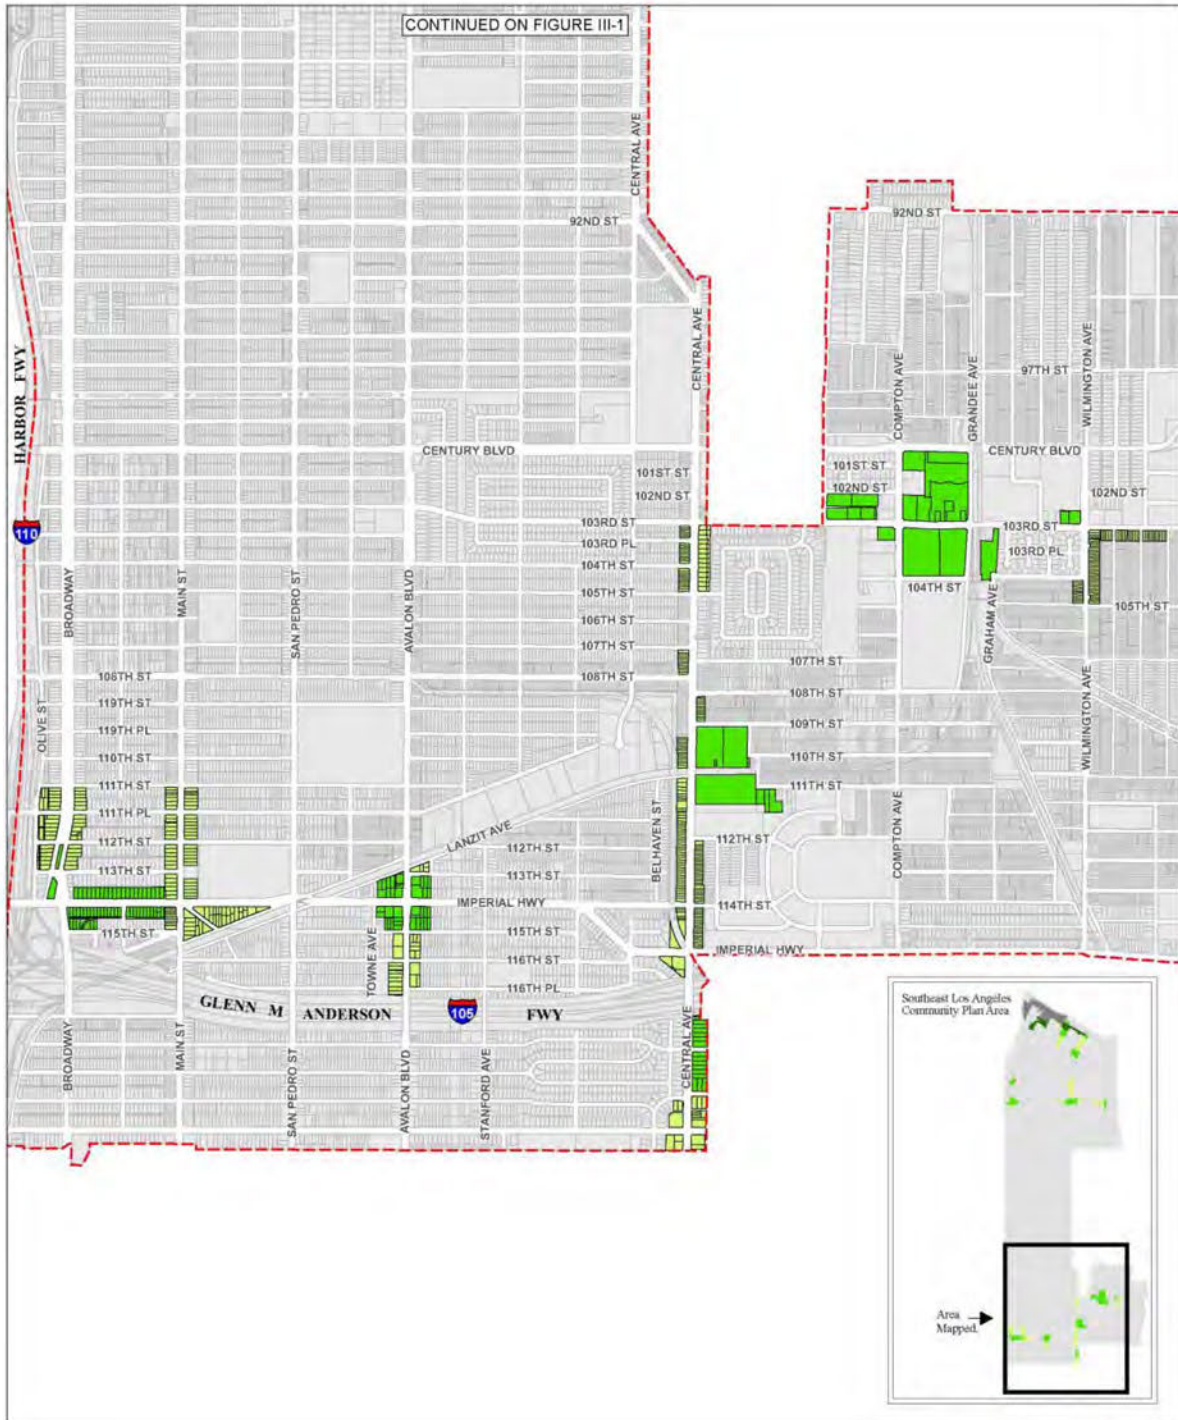 CONTINUED ON FIGURE III-1
CENTRAL AVE
92ND ST
92ND ST
HARBOR FWY
CENTRAL AVE
COMPTON AVE
GRANDEE AVE
97TH ST
WILMINGTON AVE
CENTURY BLVD
CENTURY BLVD
101ST ST
101ST ST
102ND ST
102ND ST
102ND ST
103RD ST
103RD ST
110
103RD PL
103RD PL
104TH ST
104TH ST
105TH ST
105TH ST
BROADWAY
MAIN ST
SAN PEDRO ST
AVALON BLVD
106TH ST
GRAHAM AVE
107TH ST
107TH ST
108TH ST
108TH ST
108TH ST
119TH ST
109TH ST
OLIVE ST
119TH PL
110TH ST
110TH ST
WILMINGTON AVE
111TH ST
111TH ST
111TH PL
LANZIT AVE
BELHAVEN ST
COMPTON AVE
112TH ST
112TH ST
112TH ST
113TH ST
113TH ST
IMPERIAL HWY
114TH ST
115TH ST
115TH ST
TOWNE AVE
IMPERIAL HWY
116TH ST
116TH PL
GLENN M ANDERSON FWY
105
BROADWAY
MAIN ST
SAN PEDRO ST
AVALON BLVD
STANFORD AVE
CENTRAL AVE
Southeast Los Angeles
Community Plan Area
Area
Mapped.